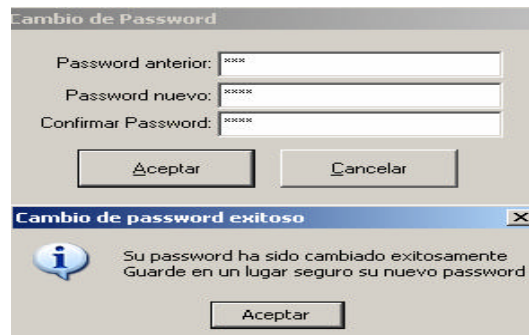 Cambio de Password
Password anterior: ***
Password nuevo: ****
Confirmar Password: ****
Aceptar Cancelar
Cambio de password exitoso
Su password ha sido cambiado exitosamente
Guarde en un lugar seguro su nuevo password
Aceptar